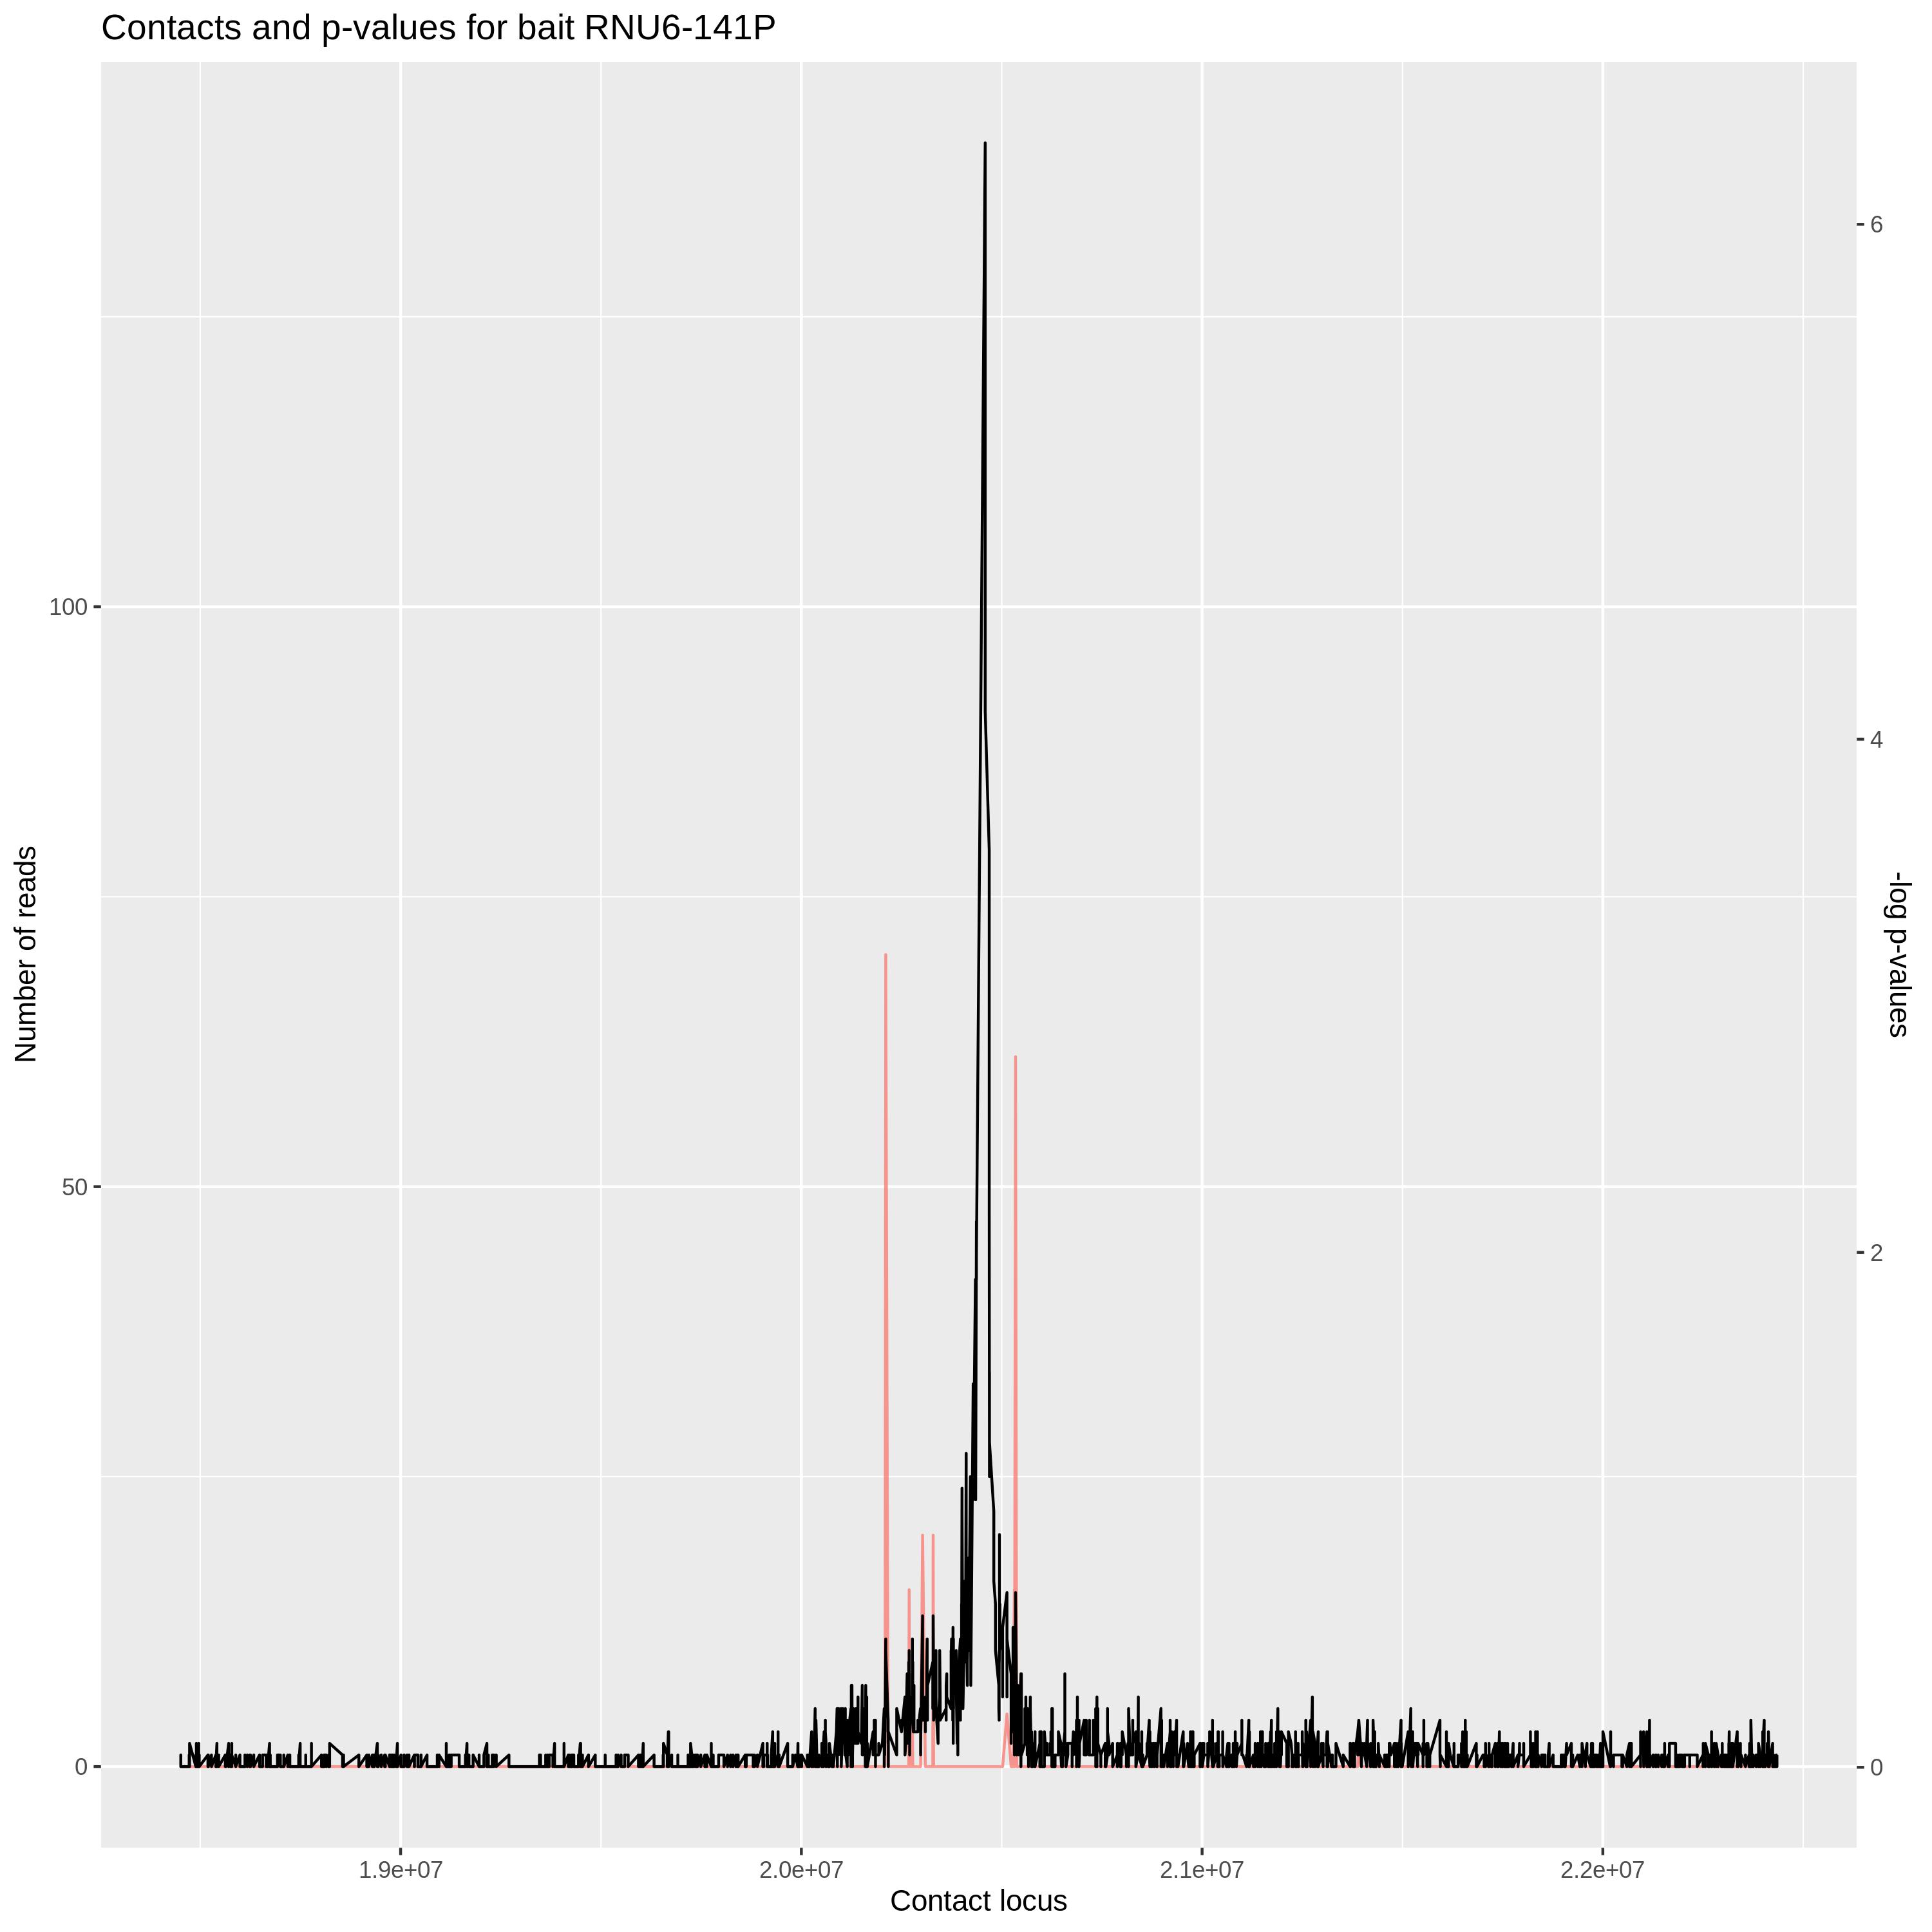 Contacts and p-values for bait RNU6-141P
Number of reads
100
50
0
6
4
2
0
-log p-values
1.9e+07
2.0e+07
2.1e+07
2.2e+07
Contact locus